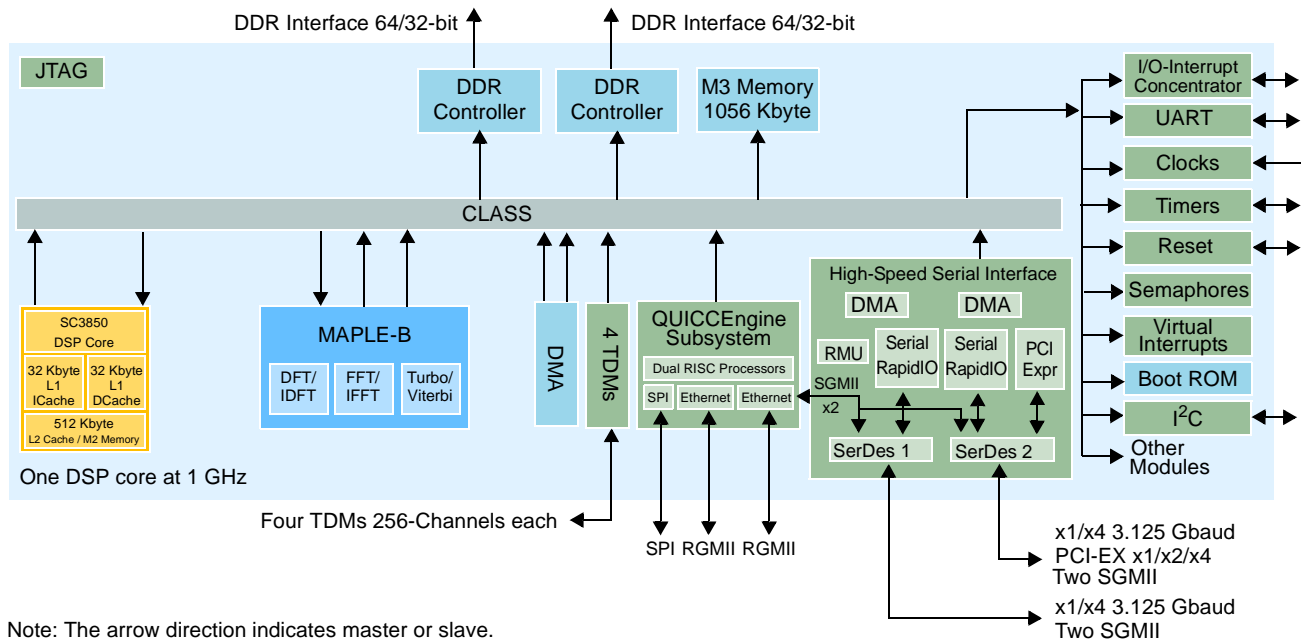 DDR Interface 64/32-bit
DDR Interface 64/32-bit
JTAG
DDR
Controller
DDR
Controller
M3 Memory
1056 Kbyte
I/O-Interrupt
Concentrator
UART
Clocks
Timers
Reset
Semaphores
Virtual
Interrupts
Boot ROM
I²C
Other
Modules
CLASS
SC3850
DSP Core
32 Kbyte
L1
ICache
32 Kbyte
L1
DCache
512 Kbyte
L2 Cache / M2 Memory
One DSP core at 1 GHz
MAPLE-B
DFT/
IDFT
FFT/
IFFT
Turbo/
Viterbi
DMA
4 TDMs
QUICCEngine
Subsystem
Dual RISC Processors
SPI
Ethernet
Ethernet
SGMII
x2
High-Speed Serial Interface
DMA
DMA
RMU
Serial
RapidIO
Serial
RapidIO
PCI
Expr
SerDes 1
SerDes 2
Four TDMs 256-Channels each
SPI
RGMII
RGMII
x1/x4 3.125 Gbaud
PCI-EX x1/x2/x4
Two SGMII
x1/x4 3.125 Gbaud
Two SGMII
Note: The arrow direction indicates master or slave.